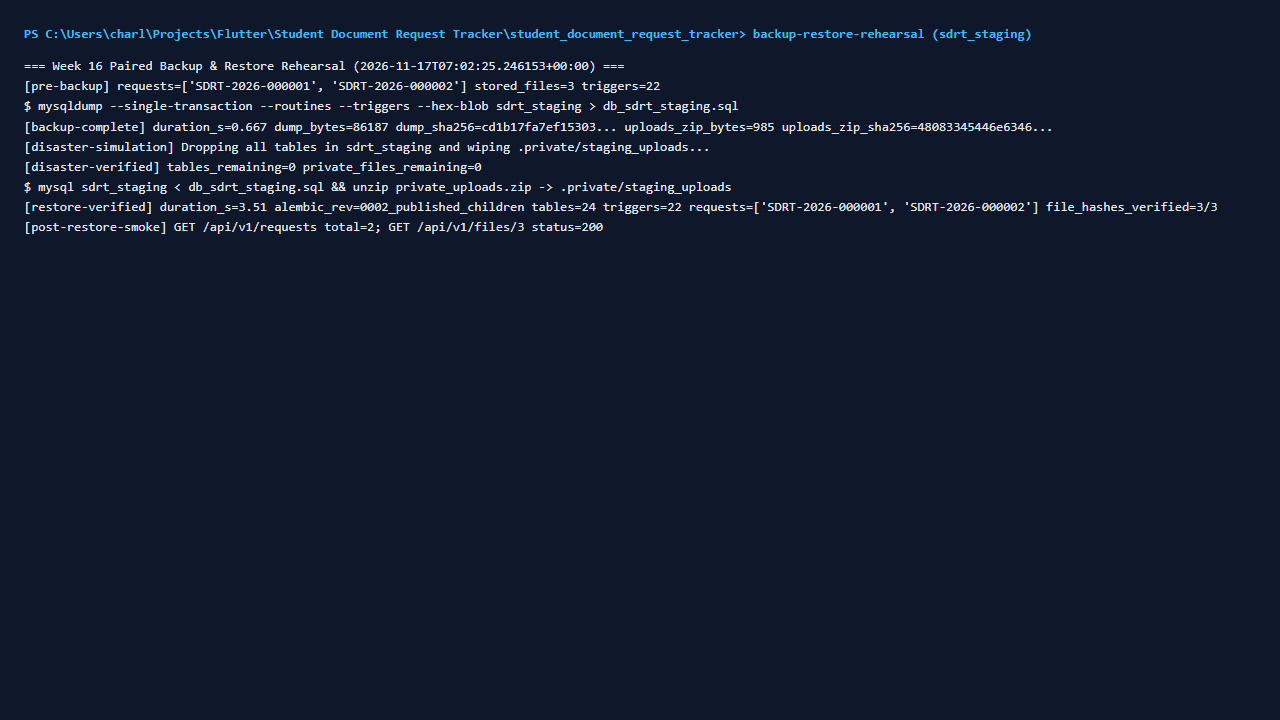 PS C:\Users\charl\Projects\Flutter\Student Document Request Tracker\student_document_request_tracker> backup-restore-rehearsal (sdrt_staging)
=== Week 16 Paired Backup & Restore Rehearsal (2026-11-17T07:02:25.246153+00:00) ===
[pre-backup] requests=['SDRT-2026-000001', 'SDRT-2026-000002'] stored_files=3 triggers=22
$ mysqldump --single-transaction --routines --triggers --hex-blob sdrt_staging > db_sdrt_staging.sql
[backup-complete] duration_s=0.667 dump_bytes=86187 dump_sha256=cd1b17fa7ef15303... uploads_zip_bytes=985 uploads_zip_sha256=48083345446e6346...
[disaster-simulation] Dropping all tables in sdrt_staging and wiping .private/staging_uploads...
[disaster-verified] tables_remaining=0 private_files_remaining=0
$ mysql sdrt_staging < db_sdrt_staging.sql && unzip private_uploads.zip -> .private/staging_uploads
[restore-verified] duration_s=3.51 alembic_rev=0002_published_children tables=24 triggers=22 requests=['SDRT-2026-000001', 'SDRT-2026-000002'] file_hashes_verified=3/3
[post-restore-smoke] GET /api/v1/requests total=2; GET /api/v1/files/3 status=200